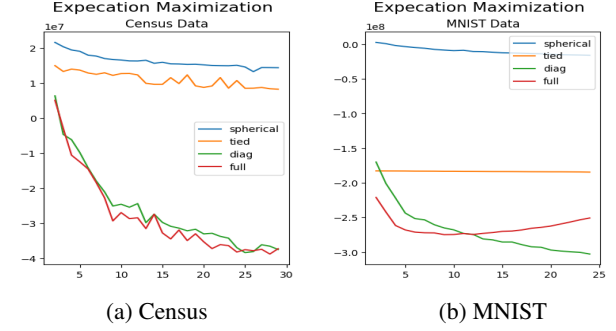 Expecation Maximization
Census Data
1e7
2
1
0
−1
−2
−3
−4
spherical
tied
diag
full
5 10 15 20 25 30
(a) Census
Expecation Maximization
MNIST Data
1e8
0.0
−0.5
−1.0
−1.5
−2.0
−2.5
−3.0
spherical
tied
diag
full
5 10 15 20 25
(b) MNIST